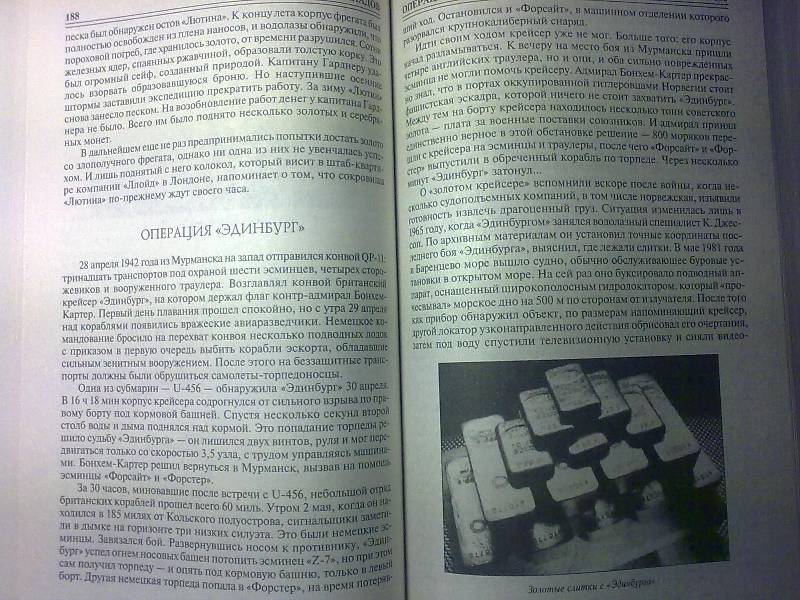 188
песка был обнаружен остов «Лютина». К концу лета корпус фрегата был
полностью освобожден из плена наносов, и водолазы обнаружили, что
пороховой погреб, где хранилось золото, от времени разрушился. Сотни
железных ядер, спаянных ржавчиной, образовали толстую корку. Это
был огромный сейф, созданный природой. Капитану Гарднеру уда-
лось взорвать образовавшуюся броню. Но наступившие осенние
штормы заставили экспедицию прекратить работу. За зиму «Лютин»
снова занесло песком. На возобновление работ денег у капитана Гард-
нера не было. Всего им было поднято несколько золотых и серебря-
ных монет.
В дальнейшем еще не раз предпринимались попытки достать золото
со злополучного фрегата, однако ни одна из них не увенчалась успе-
хом. И лишь поднятый с него колокол, который висит в штаб-кварти-
ре компании «Ллойд» в Лондоне, напоминает о том, что сокровища
«Лютина» по-прежнему ждут своего часа.
ОПЕРАЦИЯ «ЭДИНБУРГ»
28 апреля 1942 года из Мурманска на запад отправился конвой QP-11:
тринадцать транспортов под охраной шести эсминцев, четырех сторо-
жевиков и вооруженного траулера. Возглавлял конвой британский
крейсер «Эдинбург», на котором держал флаг контр-адмирал Бонхем-
Картер. Первый день плавания прошел спокойно, но с утра 29 апреля
над кораблями появились вражеские авиаразведчики. Немецкое ко-
мандование бросило на перехват конвоя несколько подводных лодок
с приказом в первую очередь выбить корабли эскорта, обладавшие
сильным зенитным вооружением. После этого на беззащитные транс-
порты должны были обрушиться самолеты-торпедоносцы.
Одна из субмарин — U-456 — обнаружила «Эдинбург» 30 апреля.
В 16 ч 18 мин корпус крейсера содрогнулся от сильного взрыва по пра-
вому борту под кормовой башней. Спустя несколько секунд второй
столб воды и дыма поднялся над кормой. Это попадание торпеды ре-
шило судьбу «Эдинбурга» — он лишился двух винтов, руля и мог пере-
двигаться только со скоростью 3,5 узла, с трудом управляясь машина-
ми. Бонхем-Картер решил вернуться в Мурманск, вызвав на помощь
эсминцы «Форсайт» и «Форстер».
За 30 часов, миновавшие после встречи с U-456, небольшой отряд
британских кораблей прошел всего 60 миль. Утром 2 мая, когда он на-
ходился в 185 милях от Кольского полуострова, сигнальщики замети-
ли в дымке на горизонте три низких силуэта. Это были немецкие эс-
минцы. Завязался бой. Развернувшись носом к противнику, «Эдин-
бург» успел огнем носовых башен потопить эсминец «Z-7», но при этом
сам получил торпеду — и опять под кормовую башню, только в левый
борт. Другая немецкая торпеда попала в «Форстер», на время потеряв-
ший ход. Остановился и «Форсайт», в машинном отделении которого
разорвался крупнокалиберный снаряд.
Идти своим ходом крейсер уже не мог. Больше того: его корпус
начал разламываться. К вечеру на место боя из Мурманска пришли
четыре английских траулера, но и они, и оба сильно поврежденных
эсминца не могли помочь крейсеру. Адмирал Бонхем-Картер прекрас-
но знал, что в портах оккупированной гитлеровцами Норвегии стоит
фашистская эскадра, которой ничего не стоит захватить «Эдинбург».
Между тем на борту крейсера находилось несколько тонн советского
золота — плата за военные поставки союзников. И адмирал принял
единственно верное в этой обстановке решение — 800 моряков пере-
шли с крейсера на эсминцы и траулеры, после чего «Форсайт» и «Фор-
стер» выпустили в обреченный корабль по торпеде. Через несколько
минут «Эдинбург» затонул...
О «золотом крейсере» вспомнили вскоре после войны, когда не-
сколько судоподъемных компаний, в том числе норвежская, изъявили
готовность извлечь драгоценный груз. Ситуация изменилась лишь в
1965 году, когда «Эдинбургом» занялся водолазный специалист К. Джес-
соп. По архивным материалам он установил точные координаты пос-
леднего боя «Эдинбурга», выяснил, где лежали слитки. В мае 1981 года
в Баренцево море вышло судно, обычно обслуживающее буровые ус-
тановки в открытом море. На сей раз оно буксировало подводный ап-
парат, оснащенный широкополосным гидролокатором, который «про-
чесывал» морское дно на 500 м по сторонам от излучателя. После того
как прибор обнаружил объект, по размерам напоминающий крейсер,
другой локатор узконаправленного действия обрисовал его очертания,
затем под воду спустили телевизионную установку и сняли видео-
Золотые слитки с «Эдинбурга»